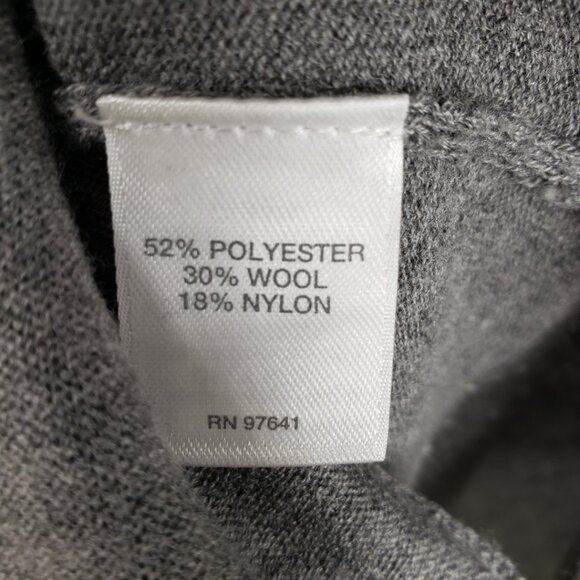 52% POLYESTER
30% WOOL
18% NYLON
RN 97641